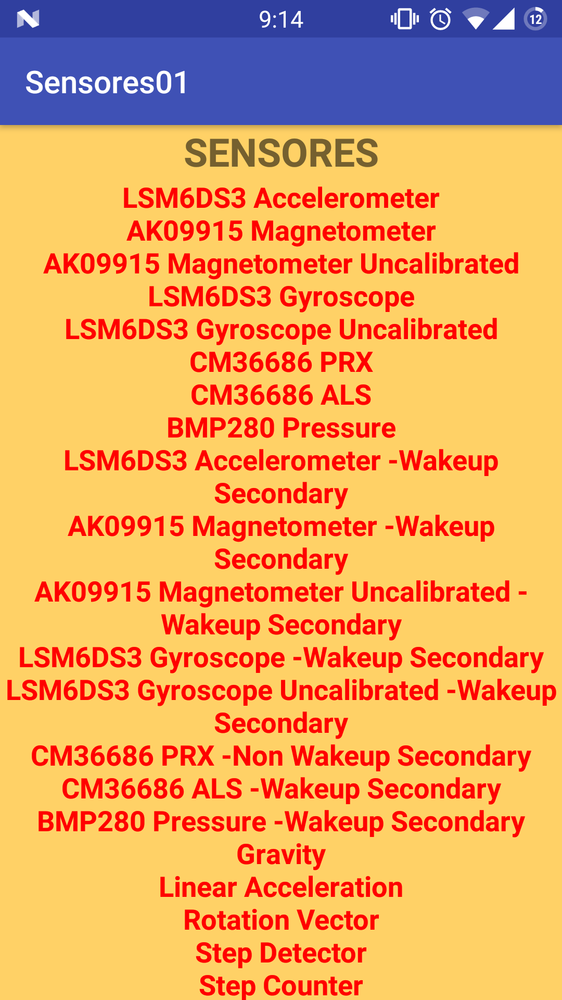 9:14
12
Sensores01
SENSORES
LSM6DS3 Accelerometer
AK09915 Magnetometer
AK09915 Magnetometer Uncalibrated
LSM6DS3 Gyroscope
LSM6DS3 Gyroscope Uncalibrated
CM36686 PRX
CM36686 ALS
BMP280 Pressure
LSM6DS3 Accelerometer -Wakeup
Secondary
AK09915 Magnetometer -Wakeup
Secondary
AK09915 Magnetometer Uncalibrated -
Wakeup Secondary
LSM6DS3 Gyroscope -Wakeup Secondary
LSM6DS3 Gyroscope Uncalibrated -Wakeup
Secondary
CM36686 PRX -Non Wakeup Secondary
CM36686 ALS -Wakeup Secondary
BMP280 Pressure -Wakeup Secondary
Gravity
Linear Acceleration
Rotation Vector
Step Detector
Step Counter